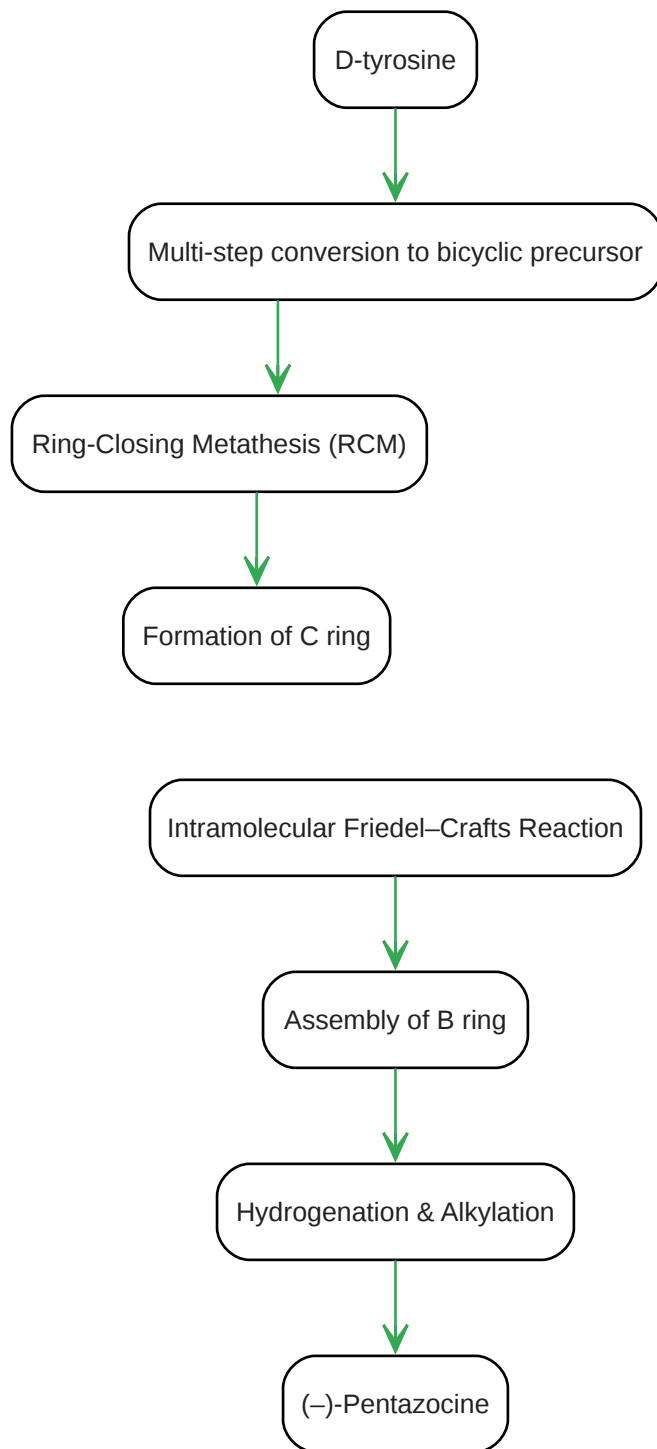 D-tyrosine
Multi-step conversion to bicyclic precursor
Ring-Closing Metathesis (RCM)
Formation of C ring
Intramolecular Friedel–Crafts Reaction
Assembly of B ring
Hydrogenation & Alkylation
(–)-Pentazocine